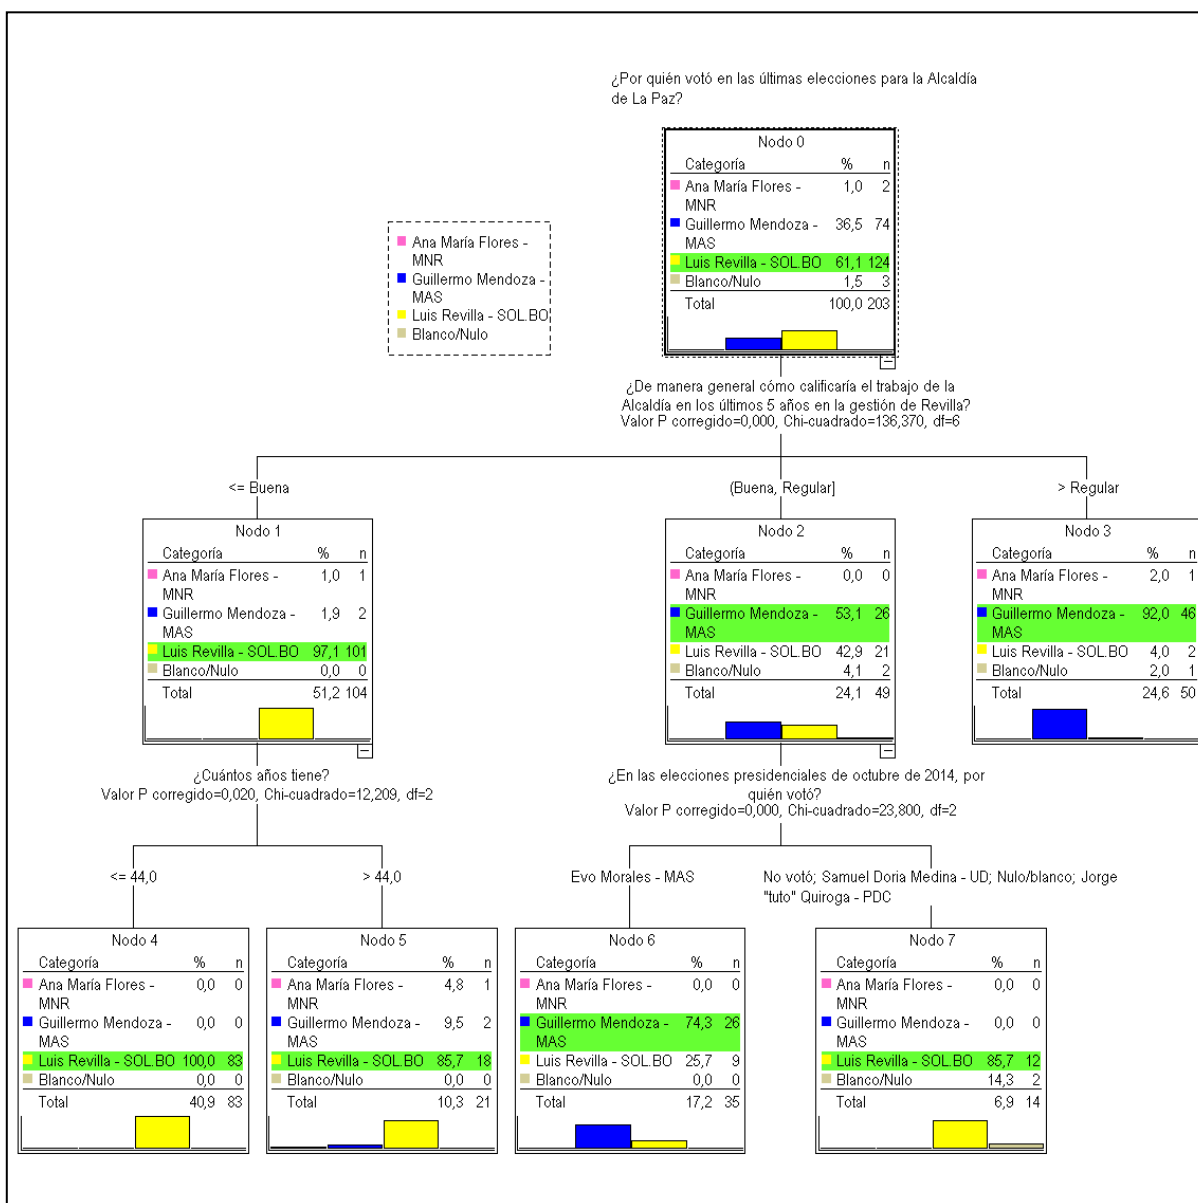 ¿Por quién votó en las últimas elecciones para la Alcaldía
de La Paz?
Nodo 0
Categoría % n
Ana María Flores - 1,0 2
MNR
Guillermo Mendoza - 36,5 74
MAS
Luis Revilla - SOL.BO 61,1 124
Blanco/Nulo 1,5 3
Total 100,0 203
Ana María Flores -
MNR
Guillermo Mendoza -
MAS
Luis Revilla - SOL.BO
Blanco/Nulo
¿De manera general cómo calificaría el trabajo de la
Alcaldía en los últimos 5 años en la gestión de Revilla?
Valor P corregido=0,000, Chi-cuadrado=136,370, df=6
<= Buena
(Buena, Regular]
> Regular
Nodo 1
Categoría % n
Ana María Flores - 1,0 1
MNR
Guillermo Mendoza - 1,9 2
MAS
Luis Revilla - SOL.BO 97,1 101
Blanco/Nulo 0,0 0
Total 51,2 104
Nodo 2
Categoría % n
Ana María Flores - 0,0 0
MNR
Guillermo Mendoza - 53,1 26
MAS
Luis Revilla - SOL.BO 42,9 21
Blanco/Nulo 4,1 2
Total 24,1 49
Nodo 3
Categoría % n
Ana María Flores - 2,0 1
MNR
Guillermo Mendoza - 92,0 46
MAS
Luis Revilla - SOL.BO 4,0 2
Blanco/Nulo 2,0 1
Total 24,6 50
¿Cuántos años tiene?
Valor P corregido=0,020, Chi-cuadrado=12,209, df=2
¿En las elecciones presidenciales de octubre de 2014, por
quién votó?
Valor P corregido=0,000, Chi-cuadrado=23,800, df=2
<= 44,0
> 44,0
Evo Morales - MAS
No votó; Samuel Doria Medina - UD; Nulo/blanco; Jorge
"tuto" Quiroga - PDC
Nodo 4
Categoría % n
Ana María Flores - 0,0 0
MNR
Guillermo Mendoza - 0,0 0
MAS
Luis Revilla - SOL.BO 100,0 83
Blanco/Nulo 0,0 0
Total 40,9 83
Nodo 5
Categoría % n
Ana María Flores - 4,8 1
MNR
Guillermo Mendoza - 9,5 2
MAS
Luis Revilla - SOL.BO 85,7 18
Blanco/Nulo 0,0 0
Total 10,3 21
Nodo 6
Categoría % n
Ana María Flores - 0,0 0
MNR
Guillermo Mendoza - 74,3 26
MAS
Luis Revilla - SOL.BO 25,7 9
Blanco/Nulo 0,0 0
Total 17,2 35
Nodo 7
Categoría % n
Ana María Flores - 0,0 0
MNR
Guillermo Mendoza - 0,0 0
MAS
Luis Revilla - SOL.BO 85,7 12
Blanco/Nulo 14,3 2
Total 6,9 14